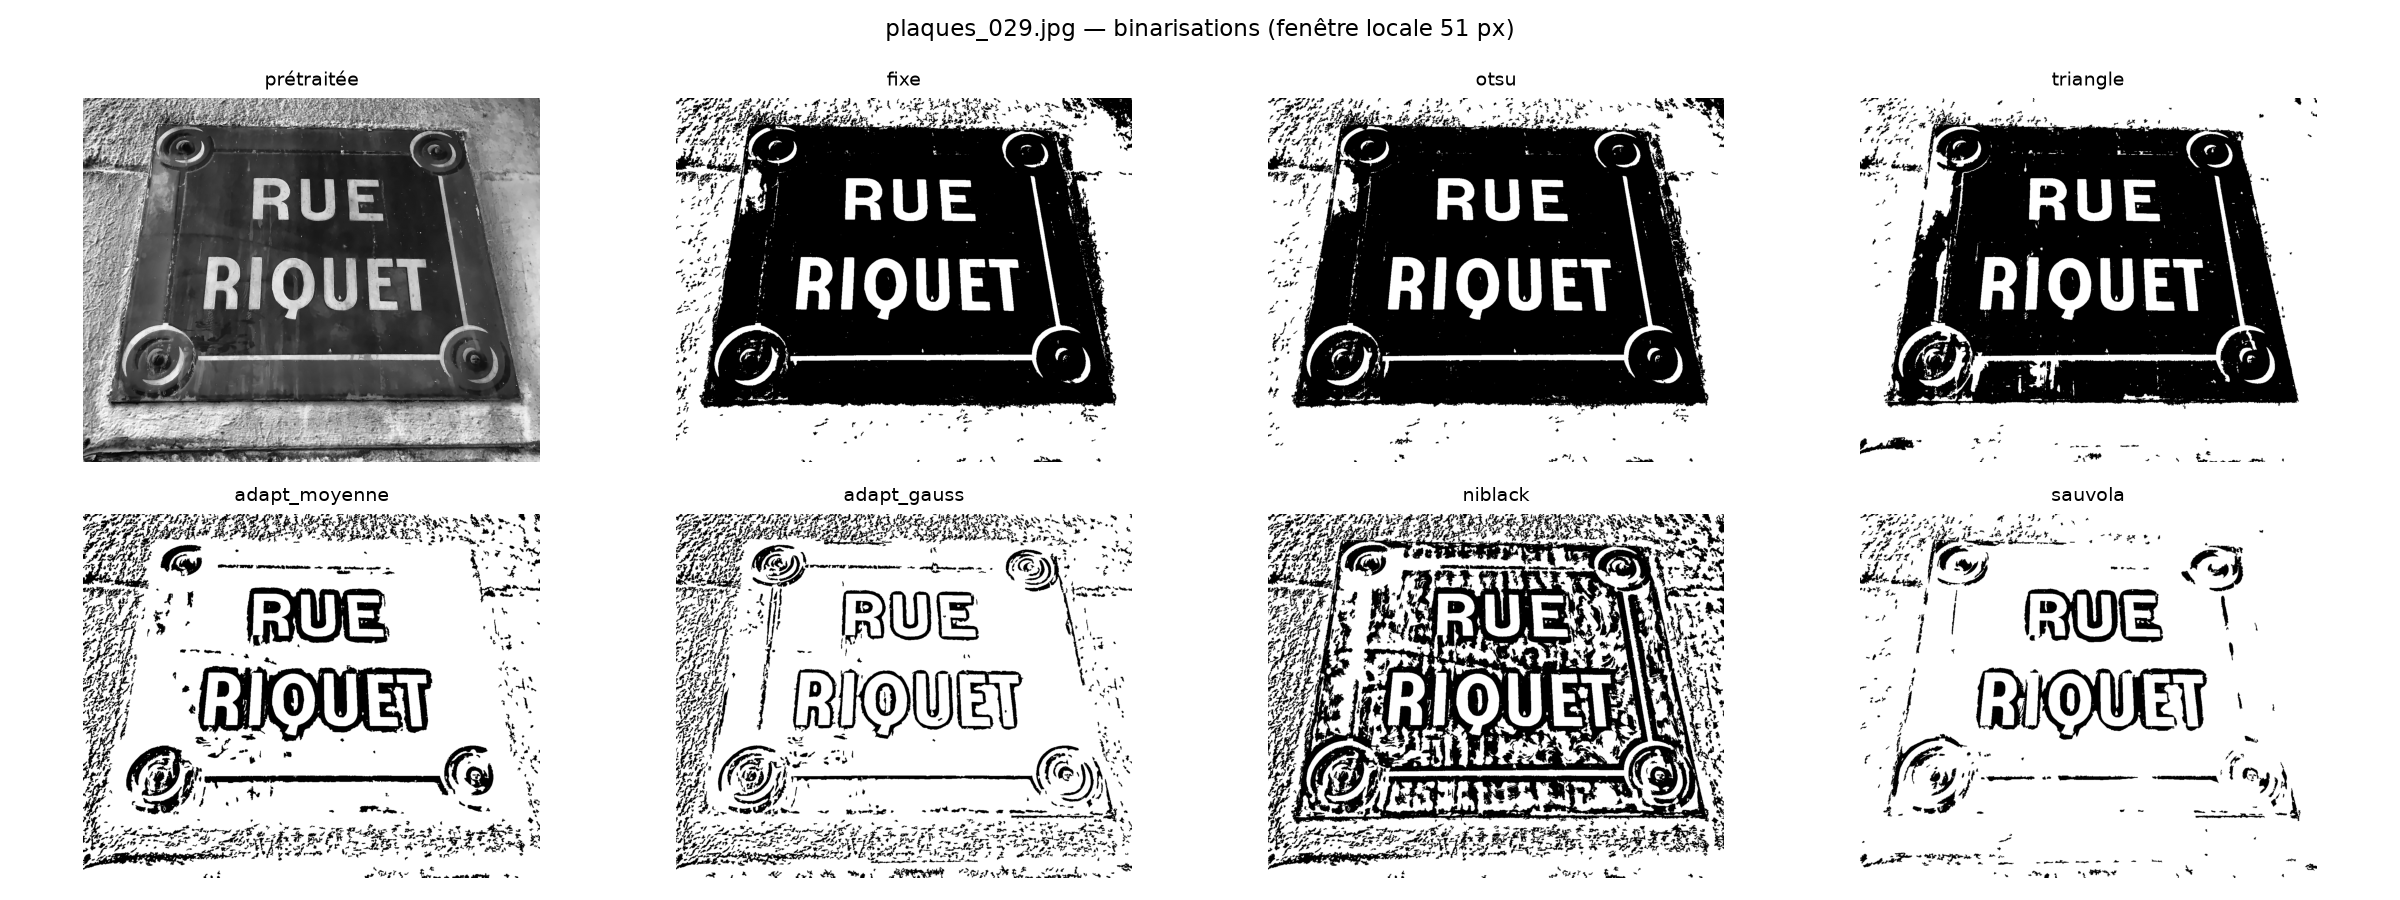 plaques_029.jpg — binarisations (fenêtre locale 51 px)
prétraitée
RUE
RIQUET
fixe
RUE
RIQUET
otsu
RUE
RIQUET
triangle
RUE
RIQUET
adapt_moyenne
RUE
RIQUET
adapt_gauss
RUE
RIQUET
niblack
RUE
RIQUET
sauvola
RUE
RIQUET